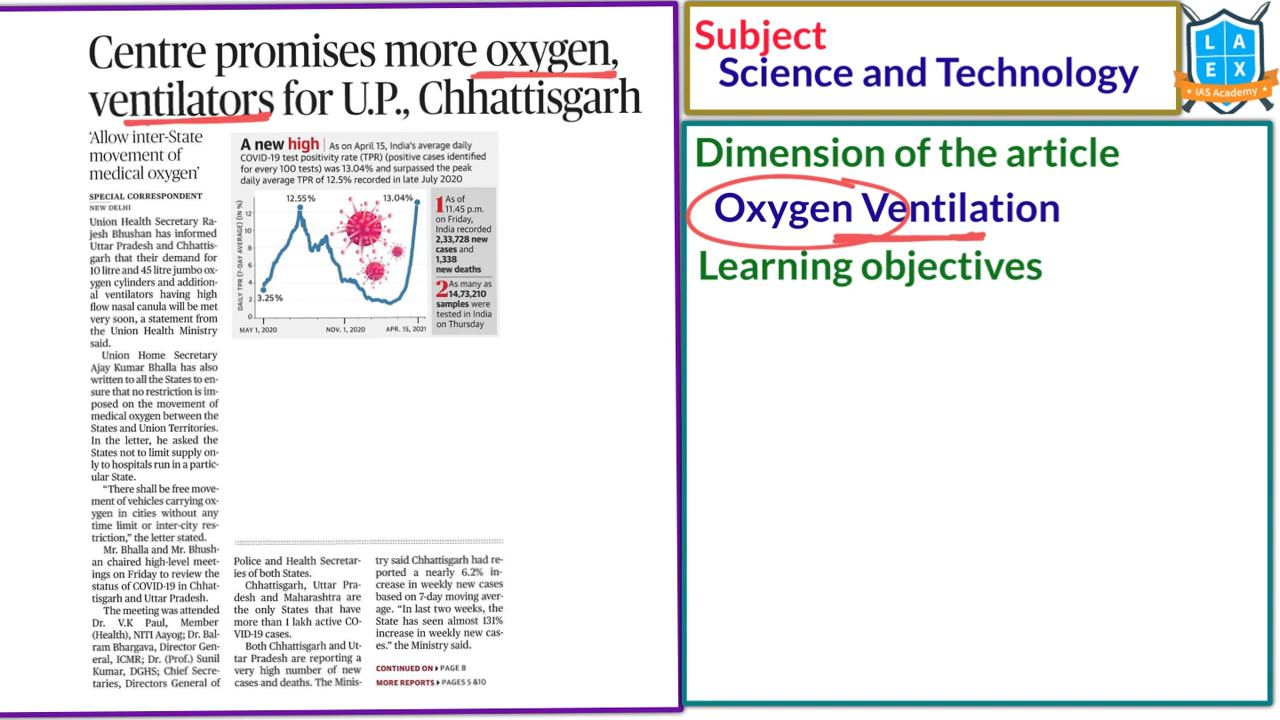 Centre promises more oxygen,
ventilators for U.P., Chhattisgarh
'Allow inter-State
movement of
medical oxygen'
SPECIAL CORRESPONDENT
NEW DELHI
Union Health Secretary Ra-
jesh Bhushan has informed
Uttar Pradesh and Chhattis-
garh that their demand for
10 litre and 45 litre jumbo ox-
ygen cylinders and addition-
al ventilators having high
flow nasal canula will be met
very soon, a statement from
the Union Health Ministry
said.
Union Home Secretary
Ajay Kumar Bhalla has also
written to all the States to en-
sure that no restriction is im-
posed on the movement of
medical oxygen between the
States and Union Territories.
In the letter, he asked the
States not to limit supply on-
ly to hospitals run in a partic-
ular State.
"There shall be free move-
ment of vehicles carrying ox-
ygen in cities without any
time limit or inter-city res-
triction," the letter stated.
Mr. Bhalla and Mr. Bhush-
an chaired high-level meet-
ings on Friday to review the
status of COVID-19 in Chhat-
tisgarh and Uttar Pradesh.
The meeting was attended
Dr. V.K Paul, Member
(Health), NITI Aayog; Dr. Bal-
ram Bhargava, Director Gen-
eral, ICMR; Dr. (Prof.) Sunil
Kumar, DGHS; Chief Secre-
taries, Directors General of
A new high | As on April 15, India's average daily
COVID-19 test positivity rate (TPR) (positive cases identified
for every 100 tests) was 13.04% and surpassed the peak
daily average TPR of 12.5% recorded in late July 2020
DAILY TPR (7-DAY AVERAGE) (IN %)
12.55%
13.04%
12
10
8
6
4
2
0
3.25%
MAY 1, 2020
NOV. 1, 2020
APR. 15, 2021
1 As of
11.45 p.m.
on Friday,
India recorded
2,33,728 new
cases and
1,338
new deaths
2 As many as
14,73,210
samples were
tested in India
on Thursday
Police and Health Secretar-
ies of both States.
Chhattisgarh, Uttar Pra-
desh and Maharashtra are
the only States that have
more than 1 lakh active CO-
VID-19 cases.
Both Chhattisgarh and Ut-
tar Pradesh are reporting a
very high number of new
cases and deaths. The Minis-
try said Chhattisgarh had re-
ported a nearly 6.2% in-
crease in weekly new cases
based on 7-day moving aver-
age. "In last two weeks, the
State has seen almost 131%
increase in weekly new cas-
es." the Ministry said.
CONTINUED ON PAGE 8
MORE REPORTS PAGES 5 &10
Subject
Science and Technology
L A
E X
IAS Academy
Dimension of the article
Oxygen Ventilation
Learning objectives